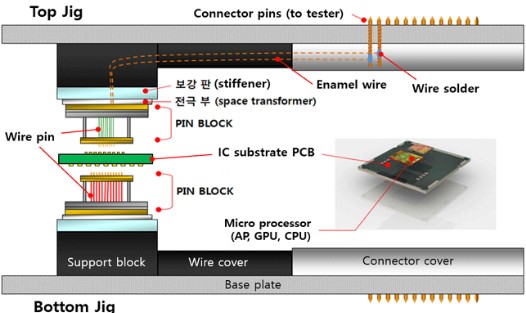 Top Jig
Connector pins (to tester)
Enamel wire
Wire solder
보강 판 (stiffener)
전극 부 (space transformer)
PIN BLOCK
Wire pin
IC substrate PCB
PIN BLOCK
Micro processor
(AP, GPU, CPU)
Support block
Wire cover
Connector cover
Base plate
Bottom Jig